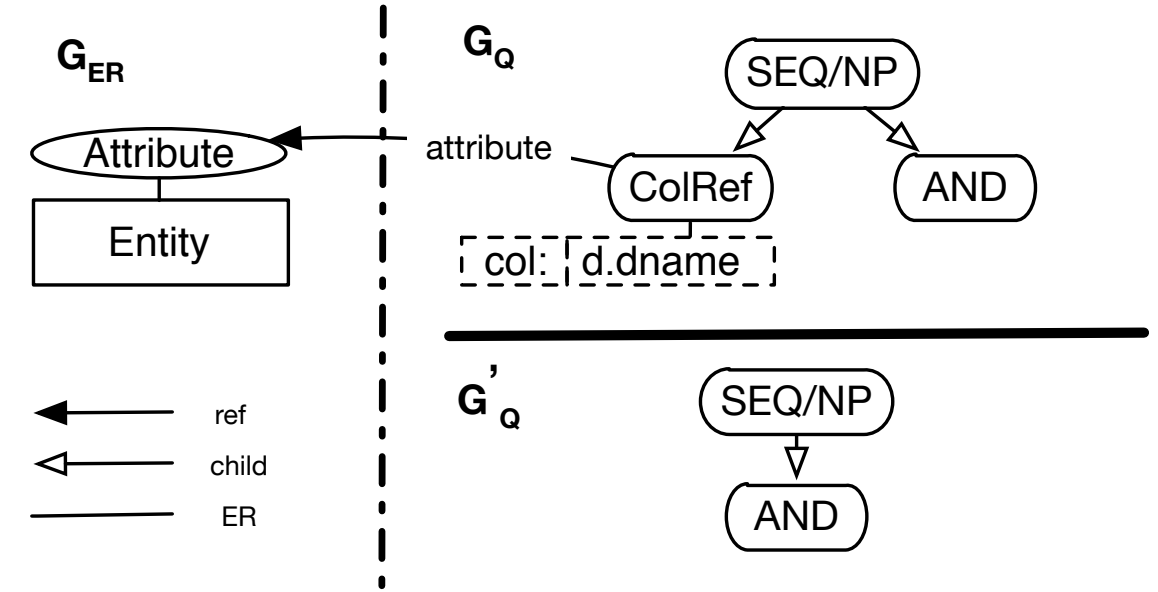 G_ER
Attribute
Entity
ref
child
ER
G_Q
SEQ/NP
attribute
ColRef
AND
col: d.dname
G'_Q
SEQ/NP
AND